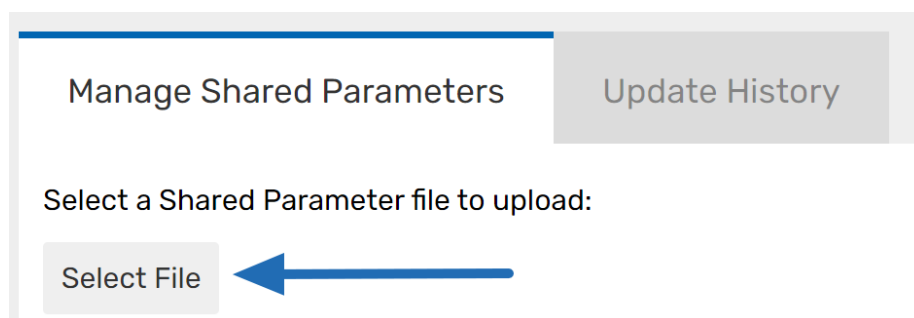 Manage Shared Parameters
Update History
Select a Shared Parameter file to upload:
Select File